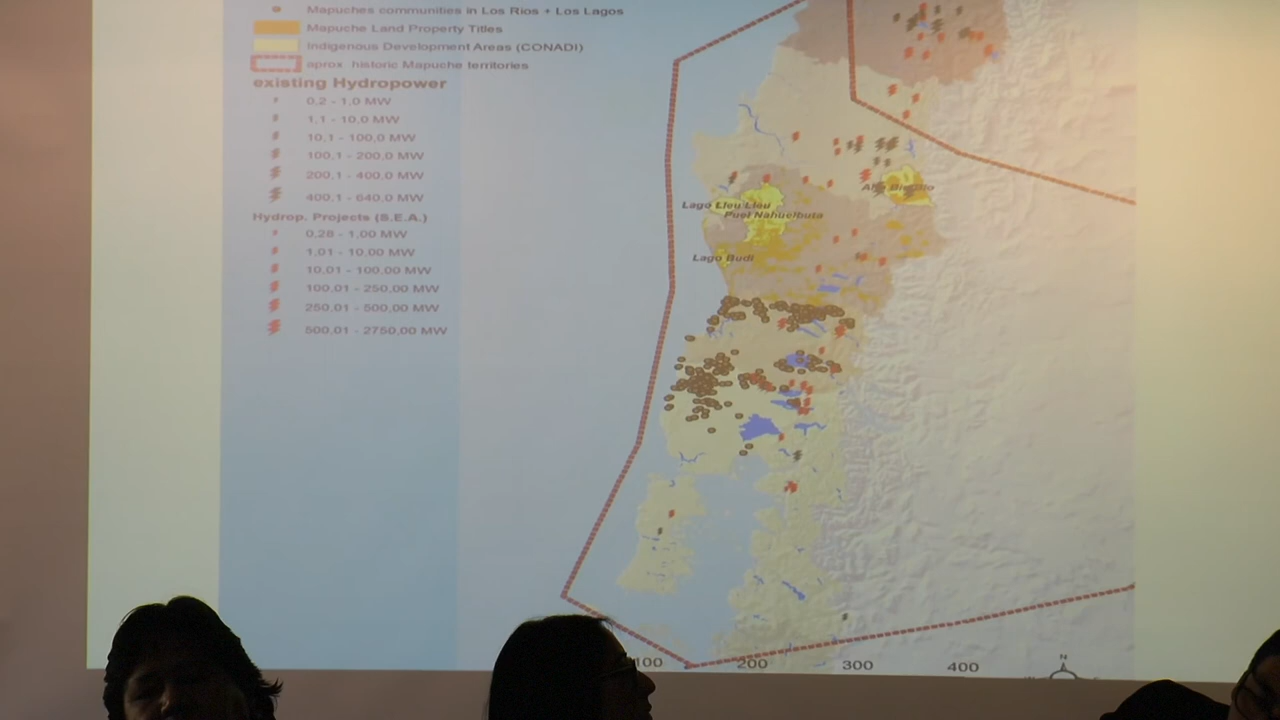 Mapuches communities in Los Rios + Los Lagos
Mapuche Land Property Titles
Indigenous Development Areas (CONADI)
aprox historic Mapuche territories
existing Hydropower
0,2 - 1,0 MW
1,1 - 10,0 MW
10,1 - 100,0 MW
100,1 - 200,0 MW
200,1 - 400,0 MW
400,1 - 640,0 MW
Hydrop. Projects (S.E.A.)
0,28 - 1,00 MW
1,01 - 10,00 MW
10,01 - 100,00 MW
100,01 - 250,00 MW
250,01 - 500,00 MW
500,01 - 2750,00 MW
Lago Lleu Lleu
Puel Nahuelbuta
Lago Budi
100 200 300 400
N